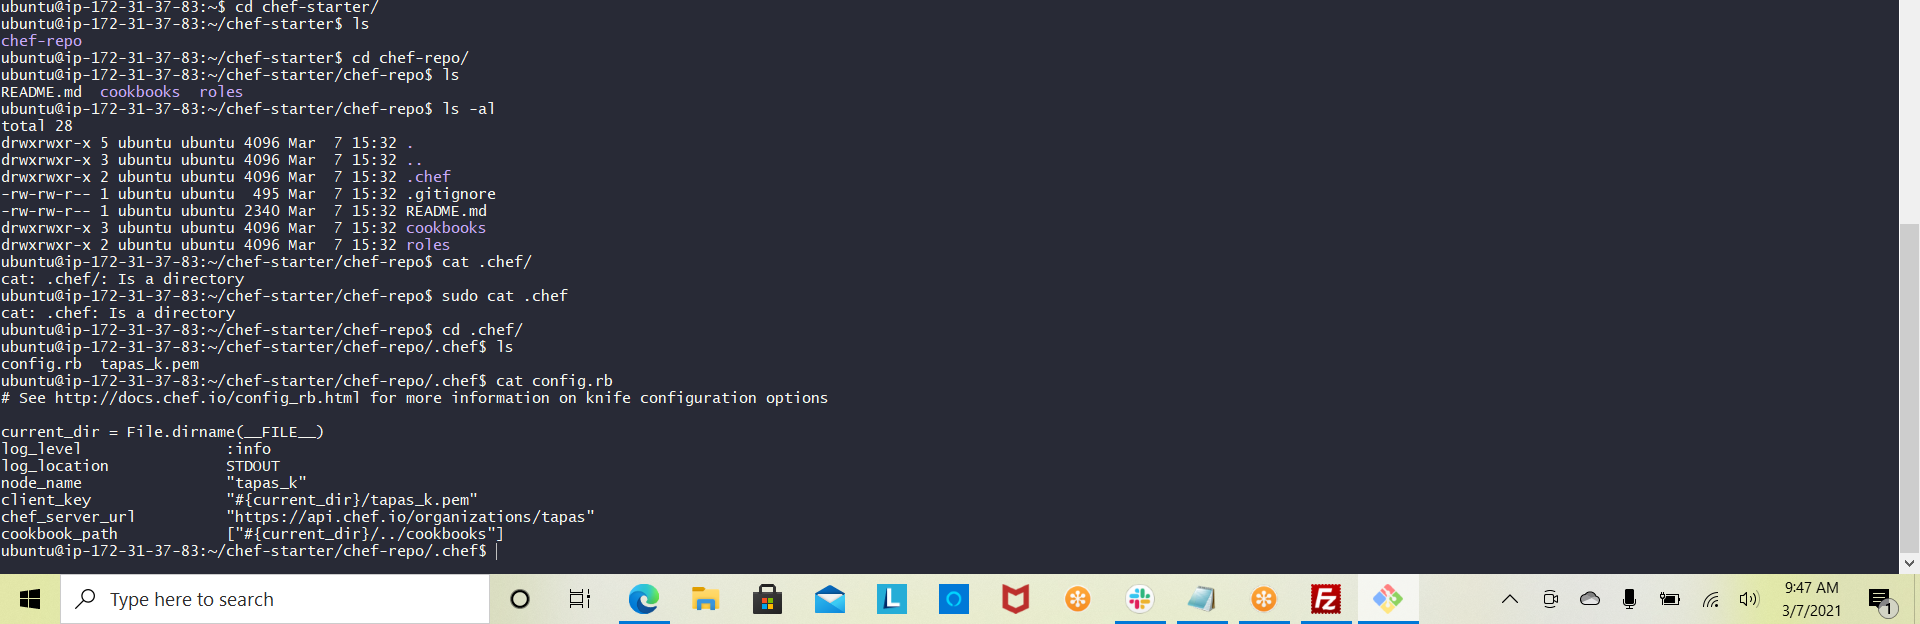 ubuntu@ip-172-31-37-83:~$ cd chef-starter/
ubuntu@ip-172-31-37-83:~/chef-starter$ ls
chef-repo
ubuntu@ip-172-31-37-83:~/chef-starter$ cd chef-repo/
ubuntu@ip-172-31-37-83:~/chef-starter/chef-repo$ ls
README.md  cookbooks  roles
ubuntu@ip-172-31-37-83:~/chef-starter/chef-repo$ ls -al
total 28
drwxrwxr-x 5 ubuntu ubuntu 4096 Mar  7 15:32 .
drwxrwxr-x 3 ubuntu ubuntu 4096 Mar  7 15:32 ..
drwxrwxr-x 2 ubuntu ubuntu 4096 Mar  7 15:32 .chef
-rw-rw-r-- 1 ubuntu ubuntu  495 Mar  7 15:32 .gitignore
-rw-rw-r-- 1 ubuntu ubuntu 2340 Mar  7 15:32 README.md
drwxrwxr-x 3 ubuntu ubuntu 4096 Mar  7 15:32 cookbooks
drwxrwxr-x 2 ubuntu ubuntu 4096 Mar  7 15:32 roles
ubuntu@ip-172-31-37-83:~/chef-starter/chef-repo$ cat .chef/
cat: .chef/: Is a directory
ubuntu@ip-172-31-37-83:~/chef-starter/chef-repo$ sudo cat .chef
cat: .chef: Is a directory
ubuntu@ip-172-31-37-83:~/chef-starter/chef-repo$ cd .chef/
ubuntu@ip-172-31-37-83:~/chef-starter/chef-repo/.chef$ ls
config.rb  tapas_k.pem
ubuntu@ip-172-31-37-83:~/chef-starter/chef-repo/.chef$ cat config.rb
# See http://docs.chef.io/config_rb.html for more information on knife configuration options
current_dir = File.dirname(__FILE__)
log_level                :info
log_location             STDOUT
node_name                "tapas_k"
client_key               "#{current_dir}/tapas_k.pem"
chef_server_url          "https://api.chef.io/organizations/tapas"
cookbook_path            ["#{current_dir}/../cookbooks"]
ubuntu@ip-172-31-37-83:~/chef-starter/chef-repo/.chef$
Type here to search
L
Fz
9:47 AM
3/7/2021
1